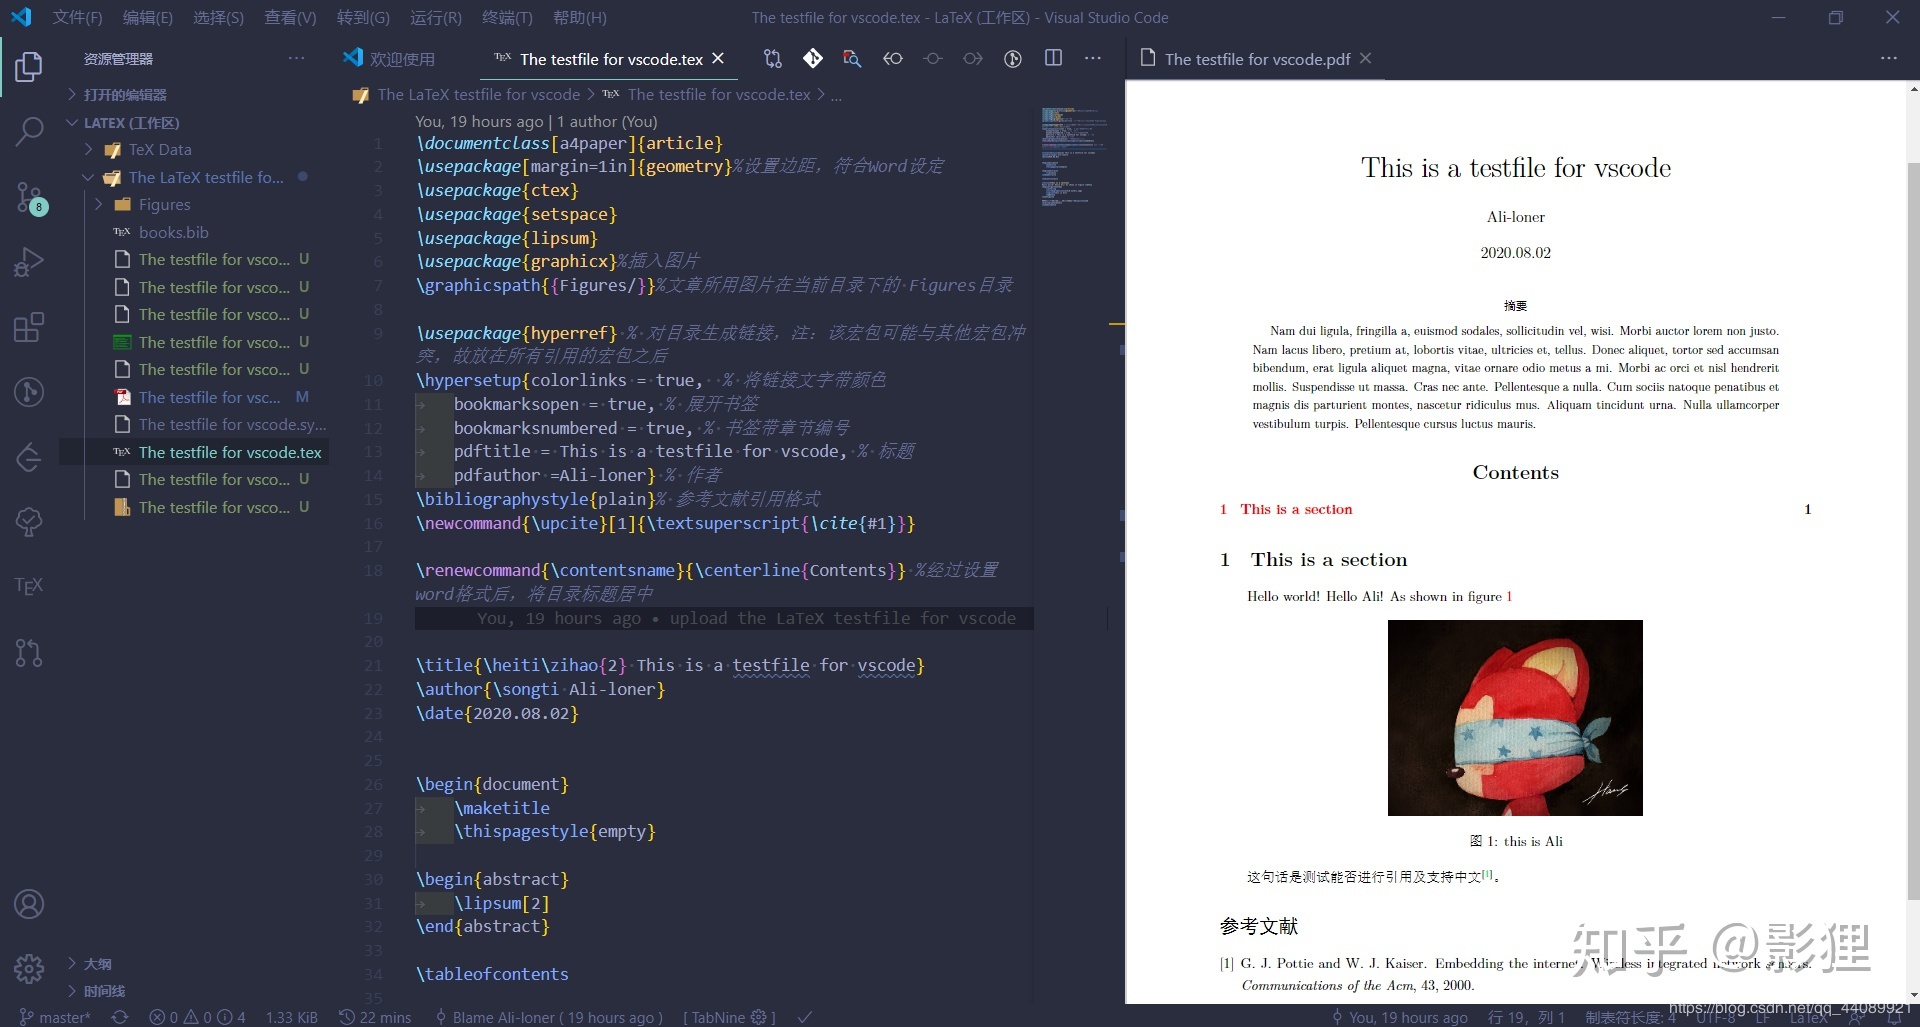 文件(F) 编辑(E) 选择(S) 查看(V) 转到(G) 运行(R) 终端(T) 帮助(H)
The testfile for vscode.tex - LaTeX (工作区) - Visual Studio Code
资源管理器
打开的编辑器
LATEX (工作区)
TeX Data
The LaTeX testfile fo...
Figures
TEX books.bib
The testfile for vsco... U
The testfile for vsco... U
The testfile for vsco... U
The testfile for vsco... U
The testfile for vsco... U
The testfile for vsc... M
The testfile for vscode.sy...
TEX The testfile for vscode.tex
The testfile for vsco... U
The testfile for vsco... U
大纲
时间线
8
TEX
欢迎使用
TEX The testfile for vscode.tex
The LaTeX testfile for vscode > TEX The testfile for vscode.tex > ...
You, 19 hours ago | 1 author (You)
1 \documentclass[a4paper]{article}
2 \usepackage[margin=1in]{geometry}%设置边距，符合Word设定
3 \usepackage{ctex}
4 \usepackage{setspace}
5 \usepackage{lipsum}
6 \usepackage{graphicx}%插入图片
7 \graphicspath{{Figures/}}%文章所用图片在当前目录下的 Figures目录
8
9 \usepackage{hyperref} % 对目录生成链接，注：该宏包可能与其他宏包冲
突，故放在所有引用的宏包之后
10 \hypersetup{colorlinks = true,  % 将链接文字带颜色
11 bookmarksopen = true, % 展开书签
12 bookmarksnumbered = true, % 书签带章节编号
13 pdftitle = This is a testfile for vscode, % 标题
14 pdfauthor =Ali-loner} % 作者
15 \bibliographystyle{plain}% 参考文献引用格式
16 \newcommand{\upcite}[1]{\textsuperscript{\cite{#1}}}
17
18 \renewcommand{\contentsname}{\centerline{Contents}} %经过设置
word格式后，将目录标题居中
19 You, 19 hours ago • upload the LaTeX testfile for vscode
20
21 \title{\heiti\zihao{2} This is a testfile for vscode}
22 \author{\songti Ali-loner}
23 \date{2020.08.02}
24
25
26 \begin{document}
27 \maketitle
28 \thispagestyle{empty}
29
30 \begin{abstract}
31 \lipsum[2]
32 \end{abstract}
33
34 \tableofcontents
35
The testfile for vscode.pdf
This is a testfile for vscode
Ali-loner
2020.08.02
摘要
Nam dui ligula, fringilla a, euismod sodales, sollicitudin vel, wisi. Morbi auctor lorem non justo.
Nam lacus libero, pretium at, lobortis vitae, ultricies et, tellus. Donec aliquet, tortor sed accumsan
bibendum, erat ligula aliquet magna, vitae ornare odio metus a mi. Morbi ac orci et nisl hendrerit
mollis. Suspendisse ut massa. Cras nec ante. Pellentesque a nulla. Cum sociis natoque penatibus et
magnis dis parturient montes, nascetur ridiculus mus. Aliquam tincidunt urna. Nulla ullamcorper
vestibulum turpis. Pellentesque cursus luctus mauris.
Contents
1 This is a section 1
1 This is a section
Hello world! Hello Ali! As shown in figure 1
Hans
图 1: this is Ali
这句话是测试能否进行引用及支持中文[1]。
参考文献
[1] G. J. Pottie and W. J. Kaiser. Embedding the internet: Wireless integrated network sensors.
Communications of the Acm, 43, 2000.
知乎 @影狸
https://blog.csdn.net/qq_44089921
master* 0 0 4 1.33 KiB 22 mins Blame Ali-loner ( 19 hours ago ) [ TabNine ] You, 19 hours ago 行 19，列 1 制表符长度: 4 UTF-8 LF LaTeX